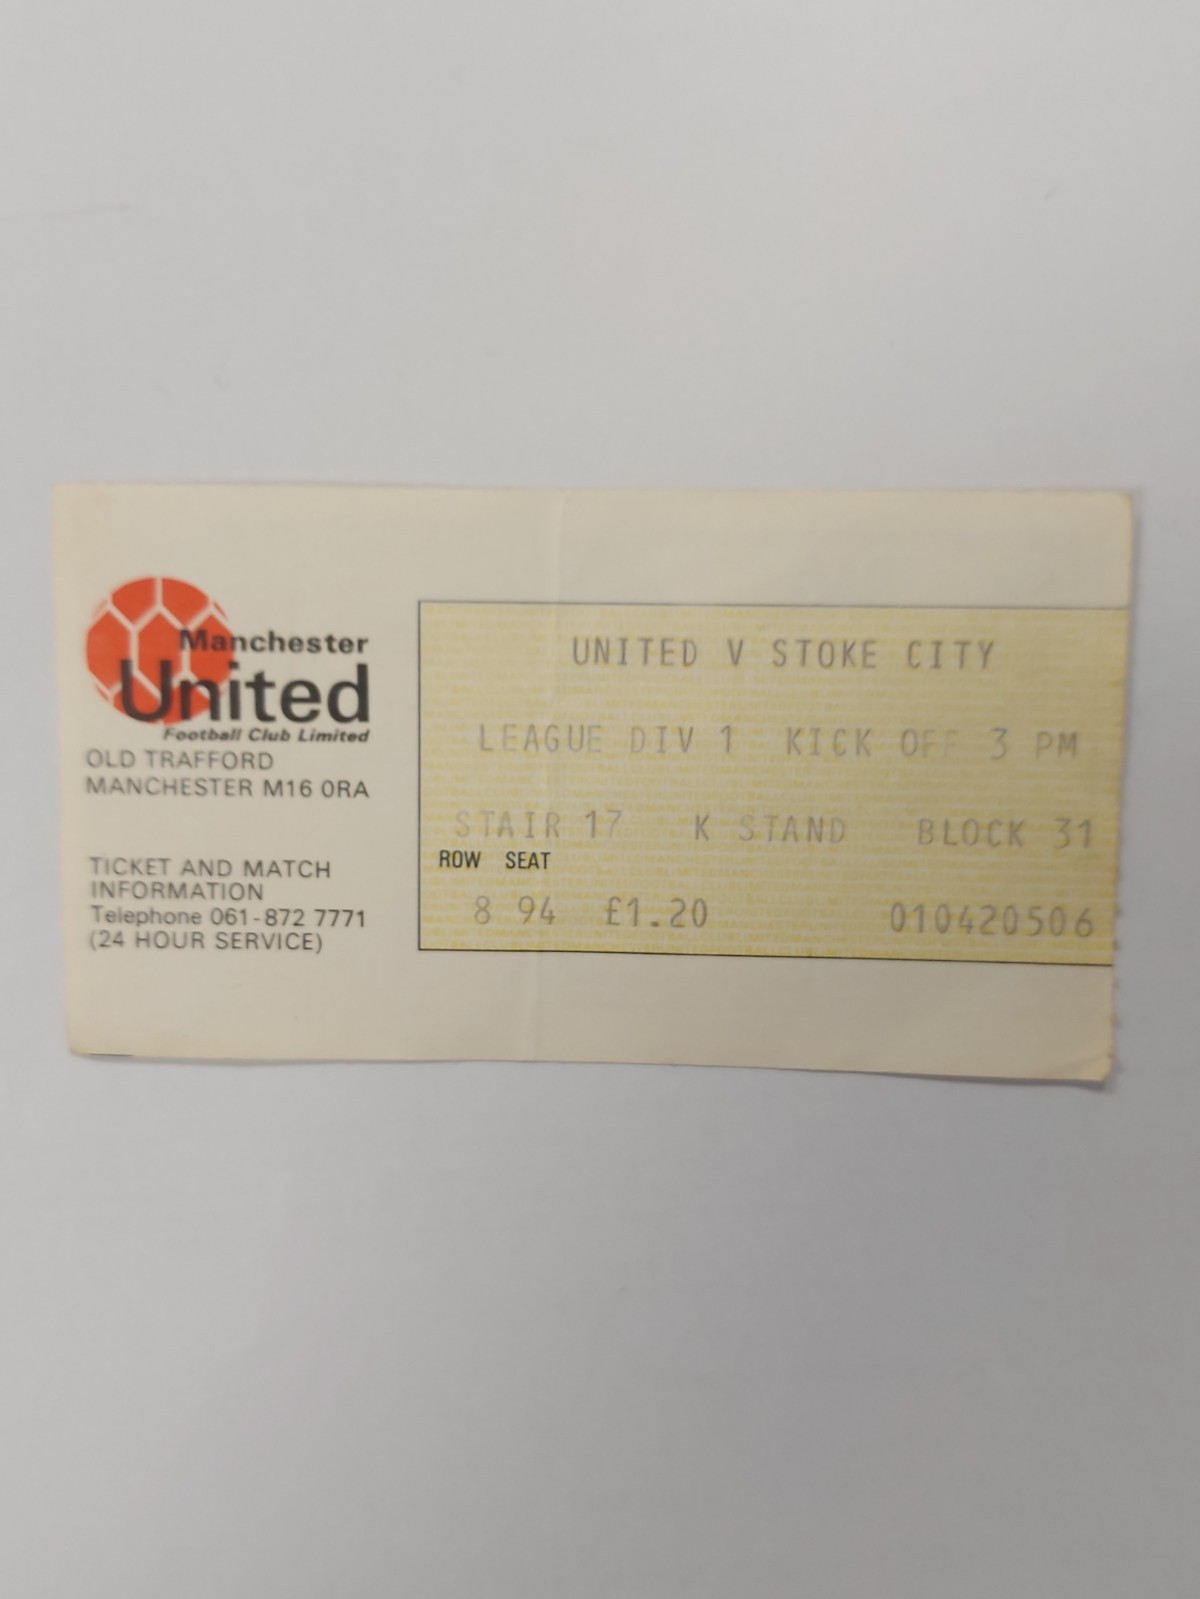 Manchester
United
Football Club Limited
OLD TRAFFORD
MANCHESTER M16 0RA
TICKET AND MATCH
INFORMATION
Telephone 061-872 7771
(24 HOUR SERVICE)
UNITED V STOKE CITY
LEAGUE DIV 1 KICK OFF 3 PM
STAIR 17 K STAND BLOCK 31
ROW SEAT
8 94 £1.20 010420506